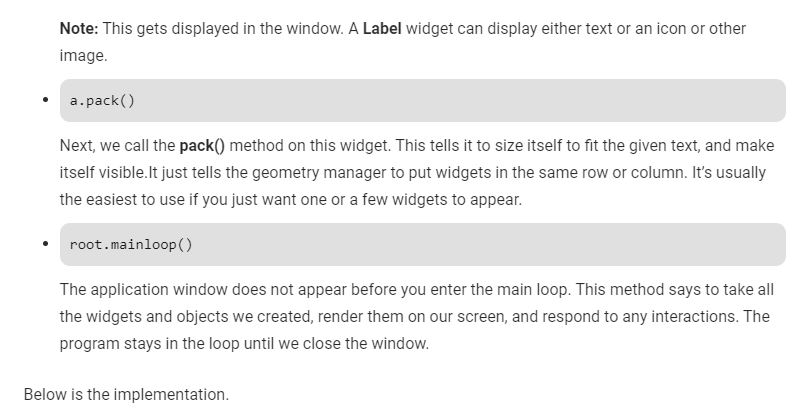 Note: This gets displayed in the window. A Label widget can display either text or an icon or other
image.
a.pack()
Next, we call the pack() method on this widget. This tells it to size itself to fit the given text, and make
itself visible.It just tells the geometry manager to put widgets in the same row or column. It’s usually
the easiest to use if you just want one or a few widgets to appear.
root.mainloop()
The application window does not appear before you enter the main loop. This method says to take all
the widgets and objects we created, render them on our screen, and respond to any interactions. The
program stays in the loop until we close the window.
Below is the implementation.